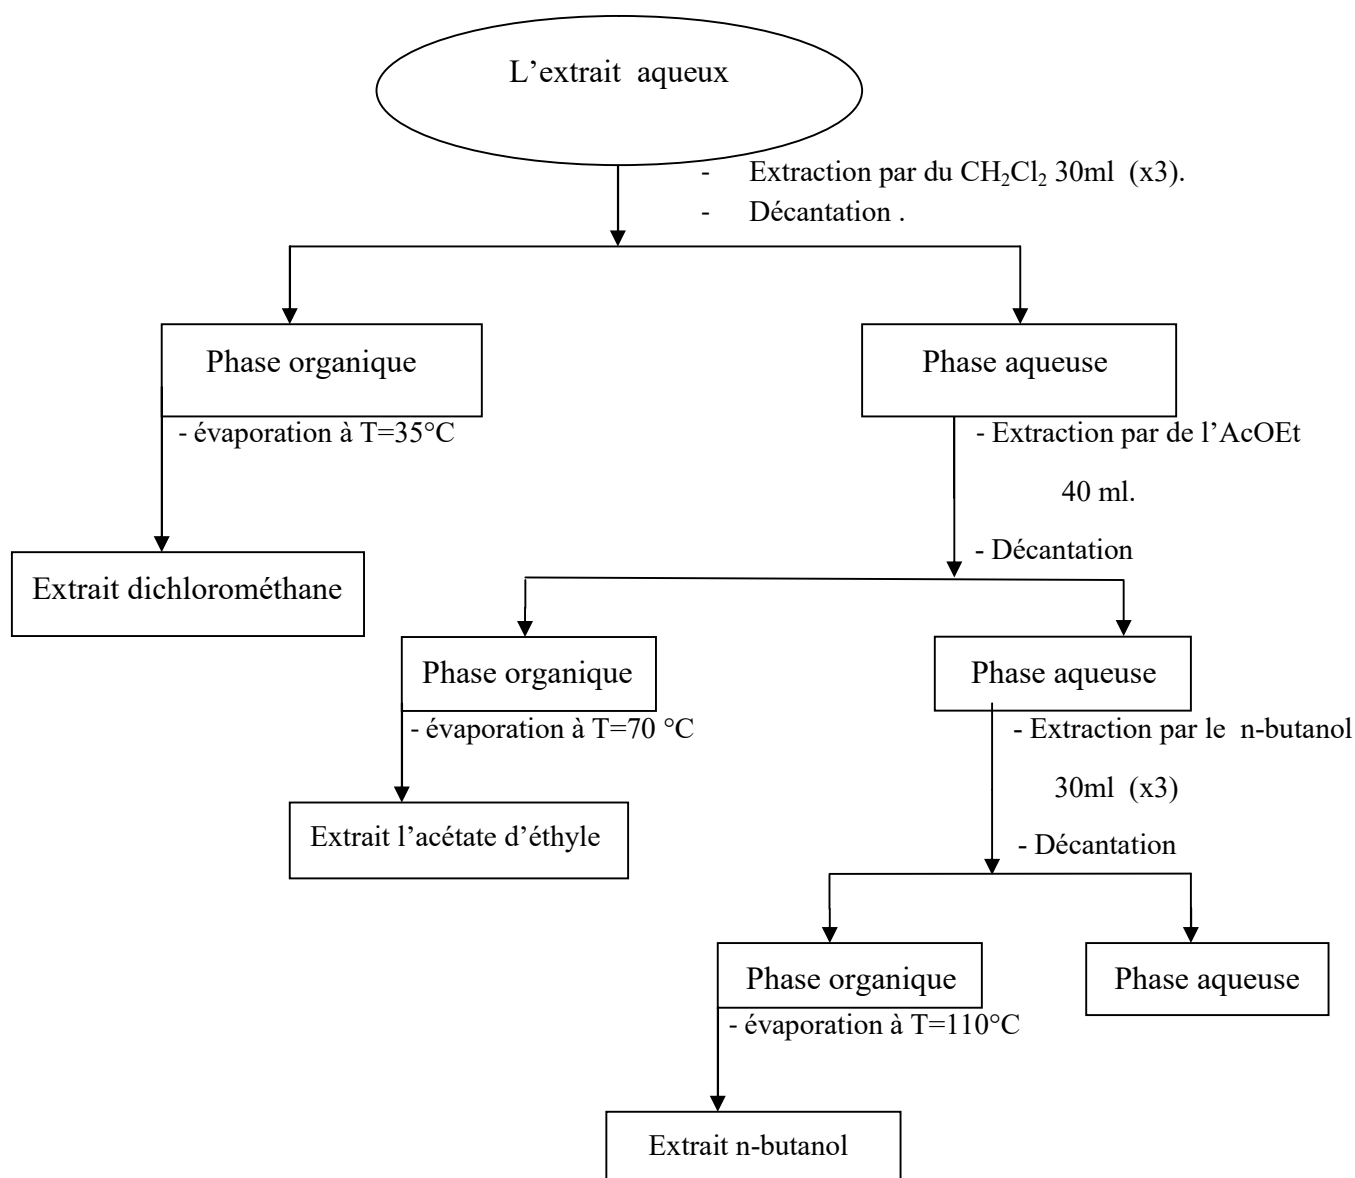 L’extrait aqueux
- Extraction par du CH₂Cl₂ 30ml (x3).
- Décantation .
Phase organique
Phase aqueuse
- évaporation à T=35°C
- Extraction par de l’AcOEt
40 ml.
- Décantation
Extrait dichlorométhane
Phase organique
Phase aqueuse
- évaporation à T=70 °C
- Extraction par le n-butanol
30ml (x3)
- Décantation
Extrait l’acétate d’éthyle
Phase organique
Phase aqueuse
- évaporation à T=110°C
Extrait n-butanol